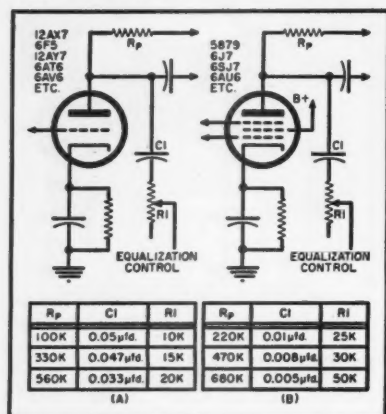 12AX7
6F5
12AY7
6AT6
6AV6
ETC.
Rp
C1
R1
EQUALIZATION
CONTROL
5879
6J7
6SJ7
6AU6
ETC.
Rp
B+
C1
R1
EQUALIZATION
CONTROL
Rp C1 R1
100K 0.05µfd. 10K
330K 0.047µfd. 15K
560K 0.033µfd. 20K
(A)
Rp C1 R1
220K 0.01µfd. 25K
470K 0.008µfd. 30K
680K 0.005µfd. 50K
(B)